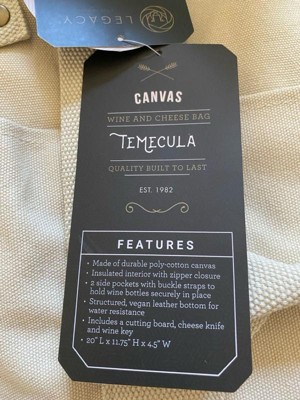 LEGACY
CANVAS
WINE AND CHEESE BAG
TEMECULA
QUALITY BUILT TO LAST
EST. 1982
FEATURES
• Made of durable poly-cotton canvas
• Insulated interior with zipper closure
• 2 side pockets with buckle straps to
hold wine bottles securely in place
• Structured, vegan leather bottom for
water resistance
• Includes a cutting board, cheese knife
and wine key
• 20" L x 11.75" H x 4.5" W